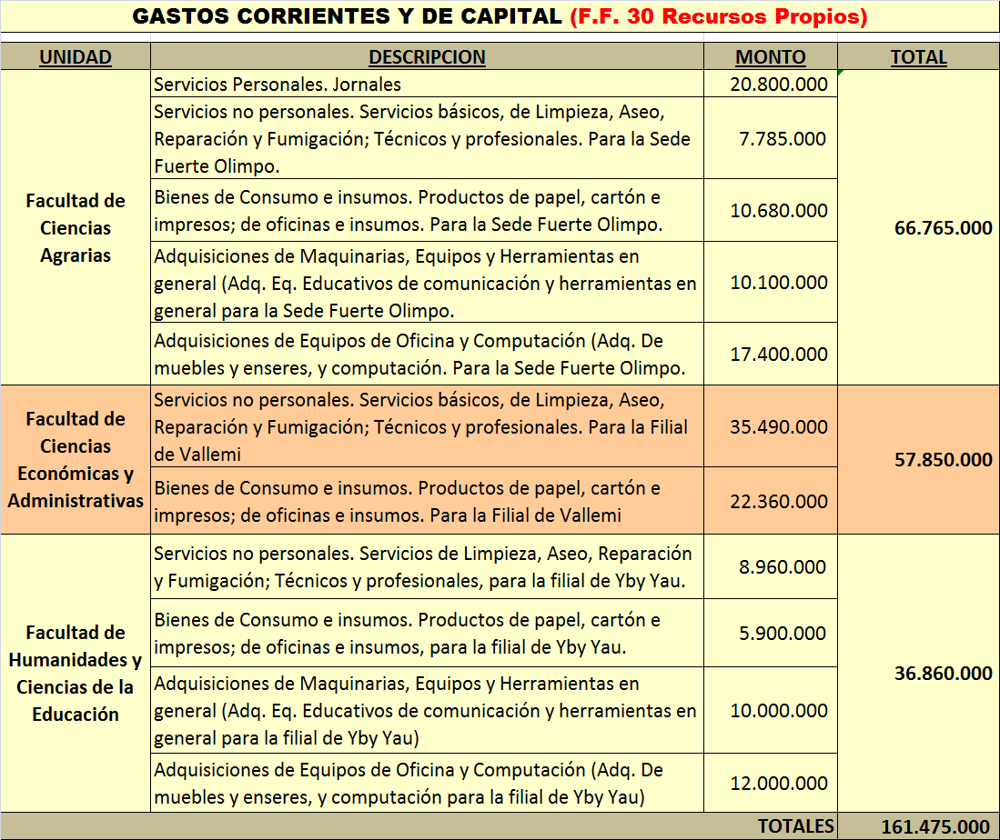 GASTOS CORRIENTES Y DE CAPITAL (F.F. 30 Recursos Propios)
UNIDAD DESCRIPCION MONTO TOTAL
Facultad de
Ciencias
Agrarias
Servicios Personales. Jornales
20.800.000
Servicios no personales. Servicios básicos, de Limpieza, Aseo,
Reparación y Fumigación; Técnicos y profesionales. Para la Sede
Fuerte Olimpo.
7.785.000
Bienes de Consumo e insumos. Productos de papel, cartón e
impresos; de oficinas e insumos. Para la Sede Fuerte Olimpo.
10.680.000
Adquisiciones de Maquinarias, Equipos y Herramientas en
general (Adq. Eq. Educativos de comunicación y herramientas en
general para la Sede Fuerte Olimpo.
10.100.000
Adquisiciones de Equipos de Oficina y Computación (Adq. De
muebles y enseres, y computación. Para la Sede Fuerte Olimpo.
17.400.000
66.765.000
Facultad de
Ciencias
Económicas y
Administrativas
Servicios no personales. Servicios básicos, de Limpieza, Aseo,
Reparación y Fumigación; Técnicos y profesionales. Para la Filial
de Vallemi
35.490.000
Bienes de Consumo e insumos. Productos de papel, cartón e
impresos; de oficinas e insumos. Para la Filial de Vallemi
22.360.000
57.850.000
Facultad de
Humanidades y
Ciencias de la
Educación
Servicios no personales. Servicios de Limpieza, Aseo, Reparación
y Fumigación; Técnicos y profesionales, para la filial de Yby Yau.
8.960.000
Bienes de Consumo e insumos. Productos de papel, cartón e
impresos; de oficinas e insumos, para la filial de Yby Yau.
5.900.000
Adquisiciones de Maquinarias, Equipos y Herramientas en
general (Adq. Eq. Educativos de comunicación y herramientas en
general para la filial de Yby Yau)
10.000.000
Adquisiciones de Equipos de Oficina y Computación (Adq. De
muebles y enseres, y computación para la filial de Yby Yau)
12.000.000
36.860.000
TOTALES 161.475.000